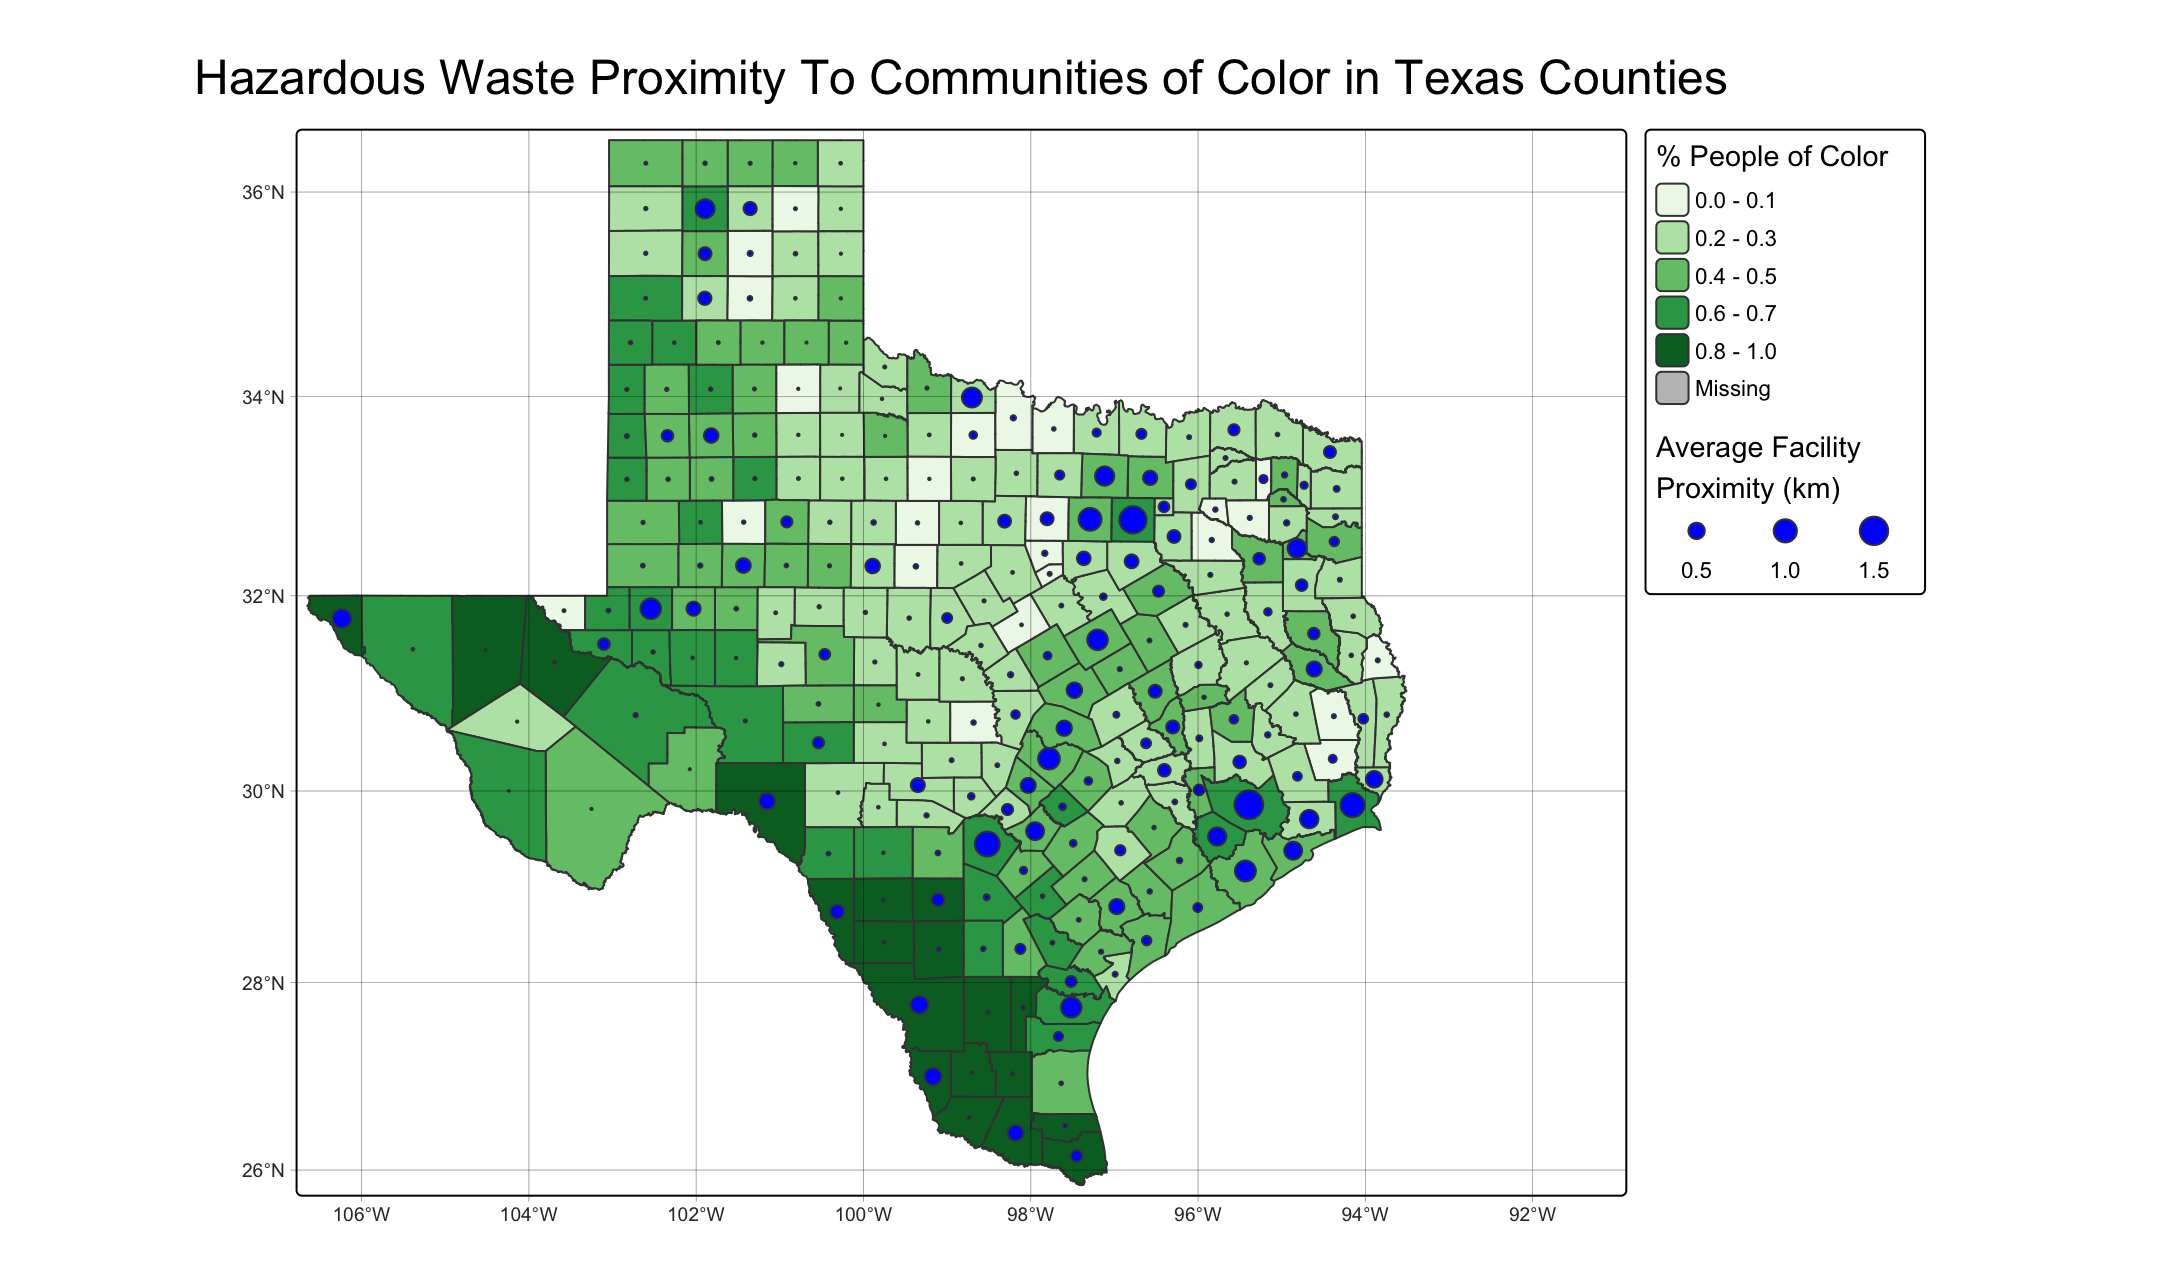 Hazardous Waste Proximity To Communities of Color in Texas Counties
36°N
34°N
32°N
30°N
28°N
26°N
106°W
104°W
102°W
100°W
98°W
96°W
94°W
92°W
% People of Color
0.0 - 0.1
0.2 - 0.3
0.4 - 0.5
0.6 - 0.7
0.8 - 1.0
Missing
Average Facility
Proximity (km)
0.5 1.0 1.5